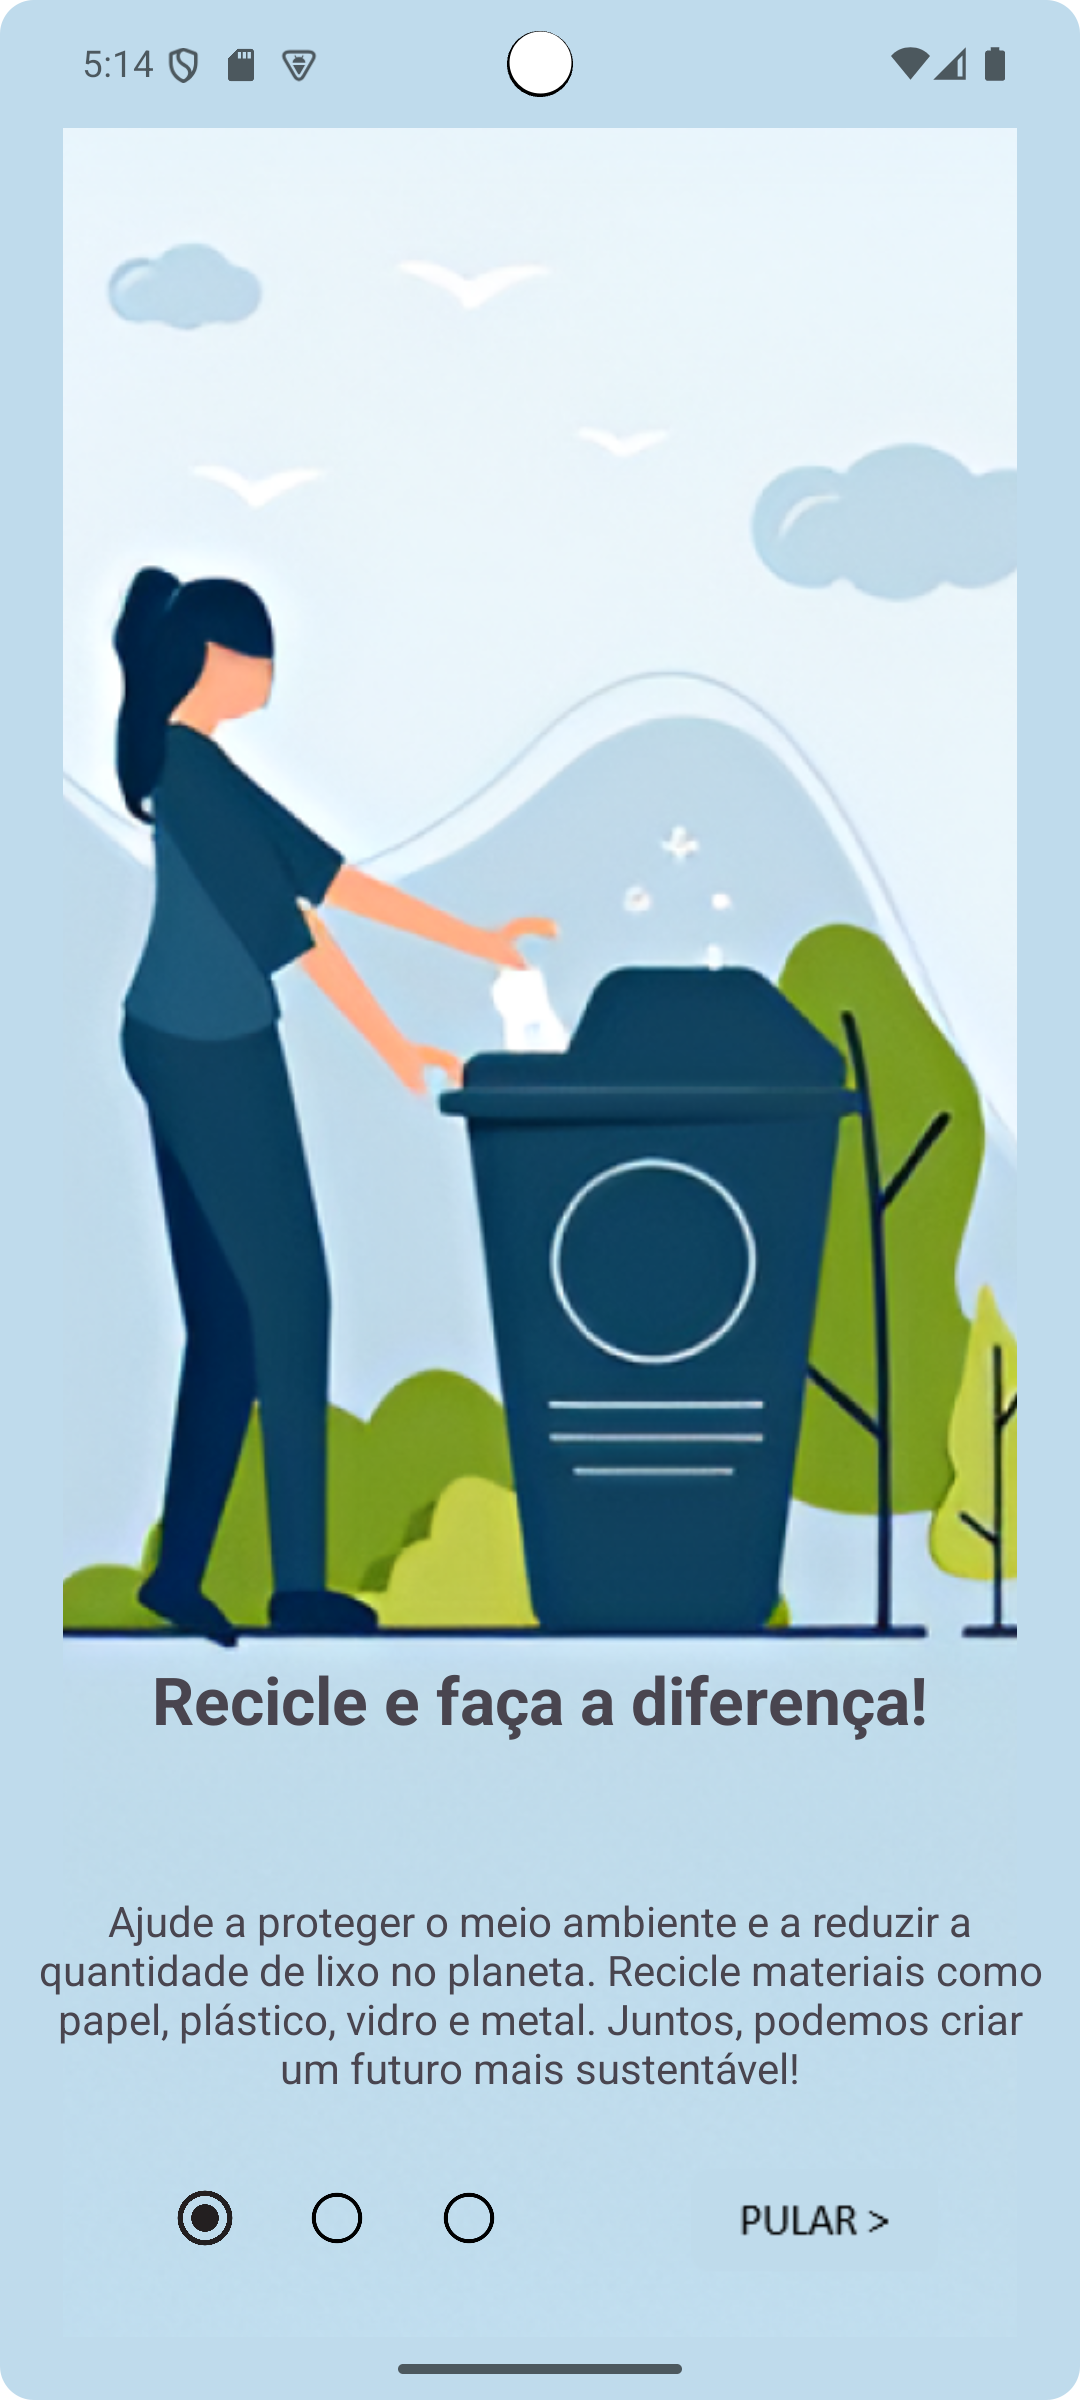 5:14
Recicle e faça a diferença!
Ajude a proteger o meio ambiente e a reduzir a
quantidade de lixo no planeta. Recicle materiais como
papel, plástico, vidro e metal. Juntos, podemos criar
um futuro mais sustentável!
PULAR >